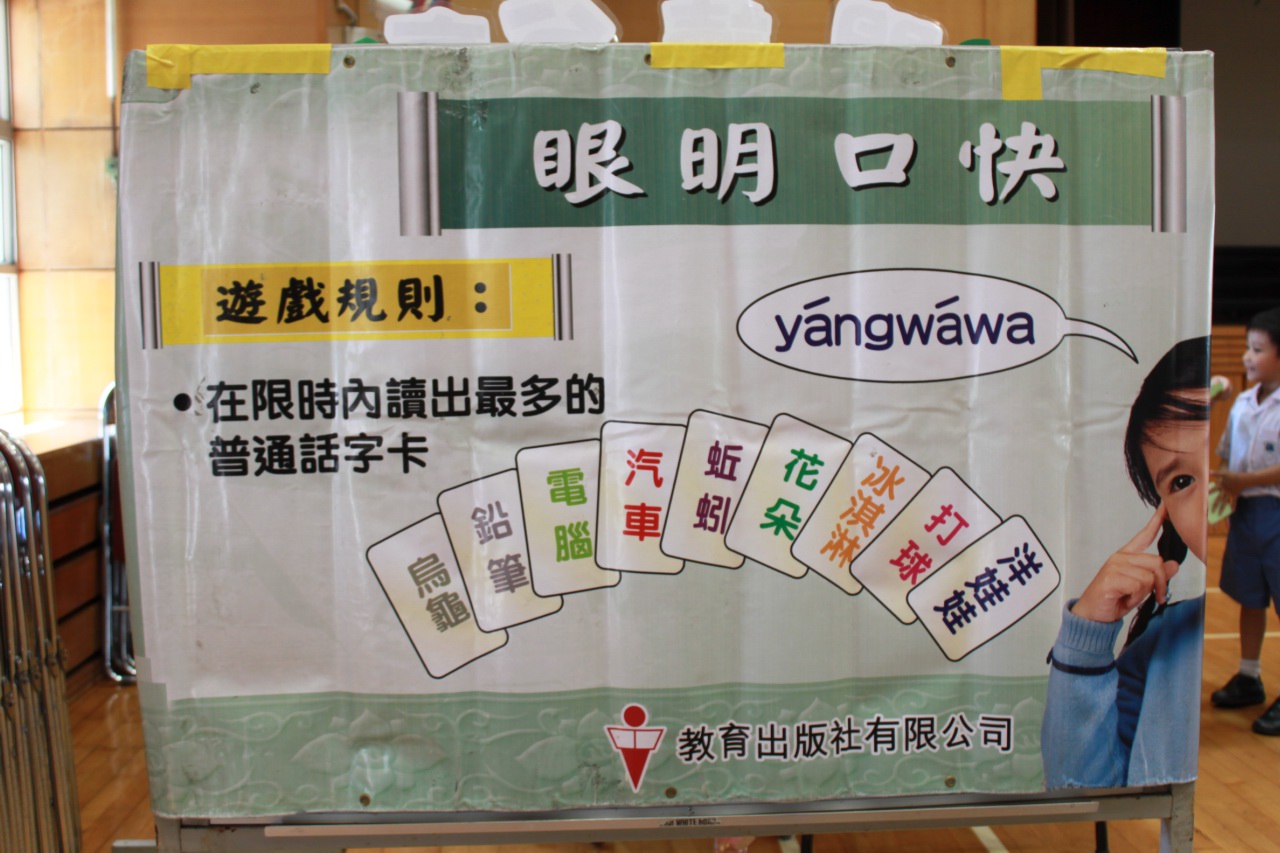 眼明口快
遊戲規則：
yángwáwa
•在限時內讀出最多的
普通話字卡
烏龜
鉛筆
電腦
汽車
蚯蚓
花朵
冰淇淋
打球
洋娃娃
教育出版社有限公司